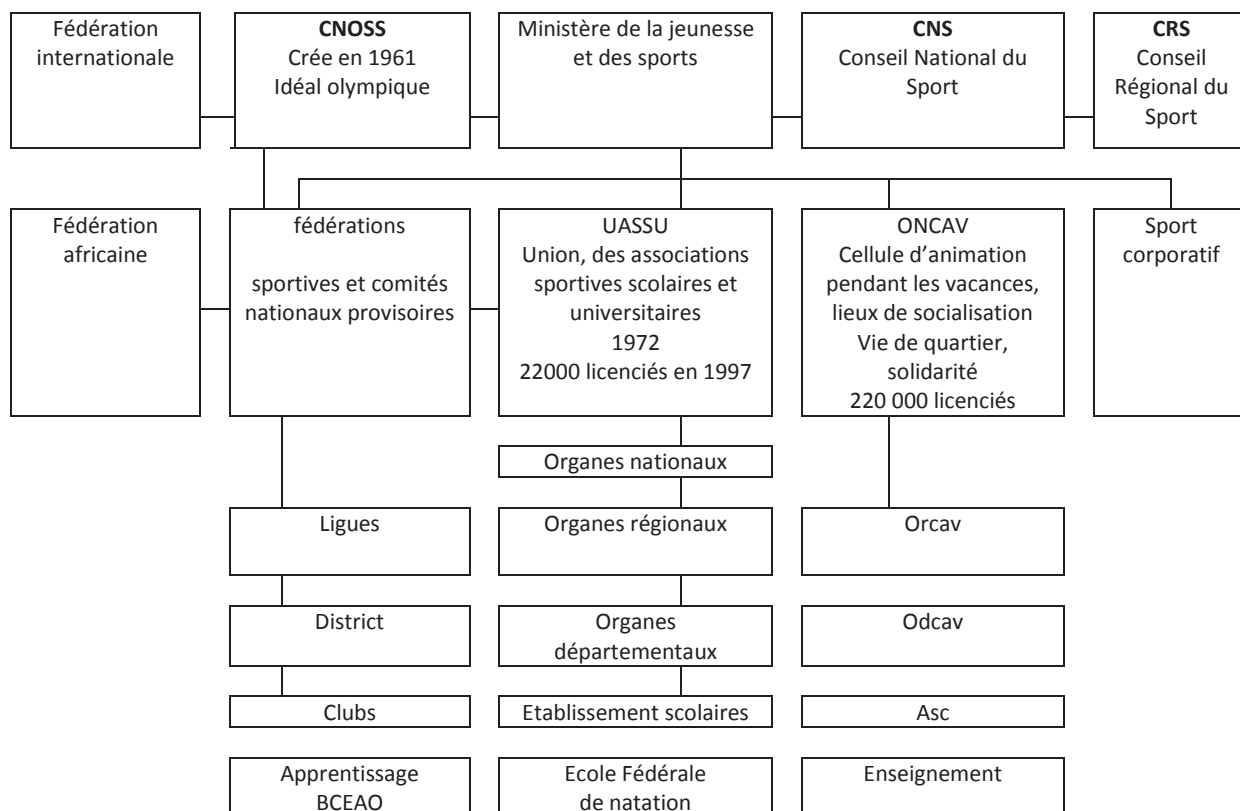 Fédération
internationale
CNOSS
Crée en 1961
Idéal olympique
Ministère de la jeunesse
et des sports
CNS
Conseil National du
Sport
CRS
Conseil
Régional du
Sport
Fédération
africaine
fédérations
sportives et comités
nationaux provisoires
UASSU
Union, des associations
sportives scolaires et
universitaires
1972
22000 licenciés en 1997
ONCAV
Cellule d’animation
pendant les vacances,
lieux de socialisation
Vie de quartier,
solidarité
220 000 licenciés
Sport
corporatif
Organes nationaux
Ligues
Organes régionaux
Orcav
District
Organes
départementaux
Odcav
Clubs
Etablissement scolaires
Asc
Apprentissage
BCEAO
Ecole Fédérale
de natation
Enseignement